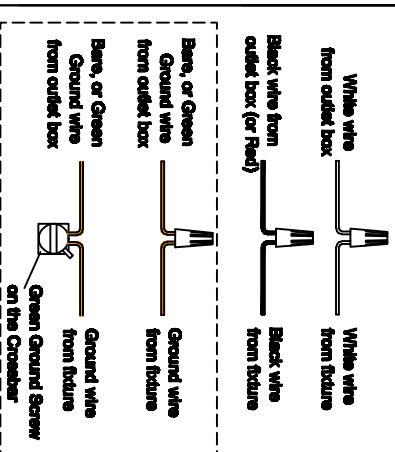 White wire
from outlet box
White wire
from fixture
Black wire from
outlet box (or Red)
Black wire
from fixture
Bare, or Green
Ground wire
from outlet box
Ground wire
from fixture
Bare, or Green
Ground wire
from outlet box
Ground wire
from fixture
Green Ground Screw
on the Crossbar